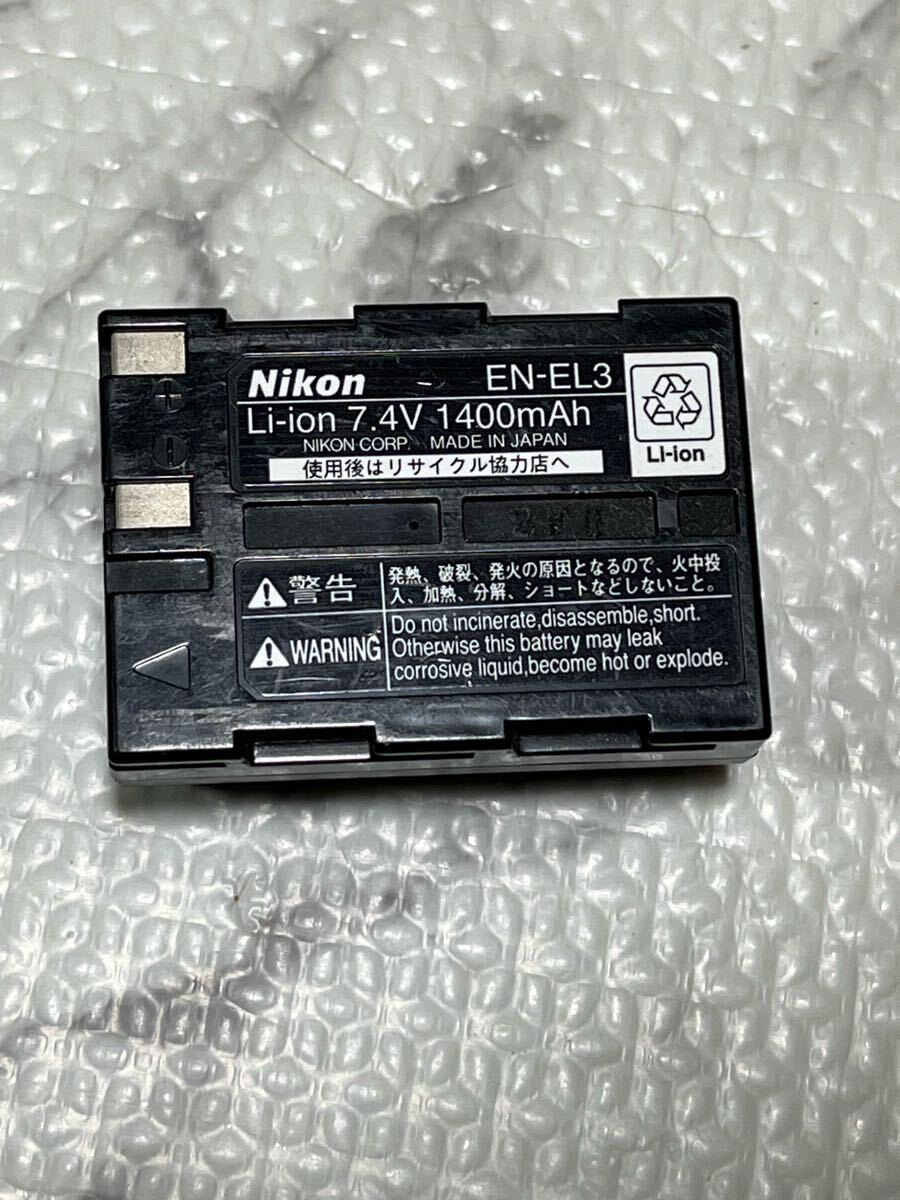 Nikon EN-EL3
Li-ion 7.4V 1400mAh
NIKON CORP. MADE IN JAPAN
使用後はリサイクル協力店へ
Li-ion
警告
発熱、破裂、発火の原因となるので、火中投
入、加熱、分解、ショートなどしないこと。
WARNING
Do not incinerate,disassemble,short.
Otherwise this battery may leak
corrosive liquid,become hot or explode.